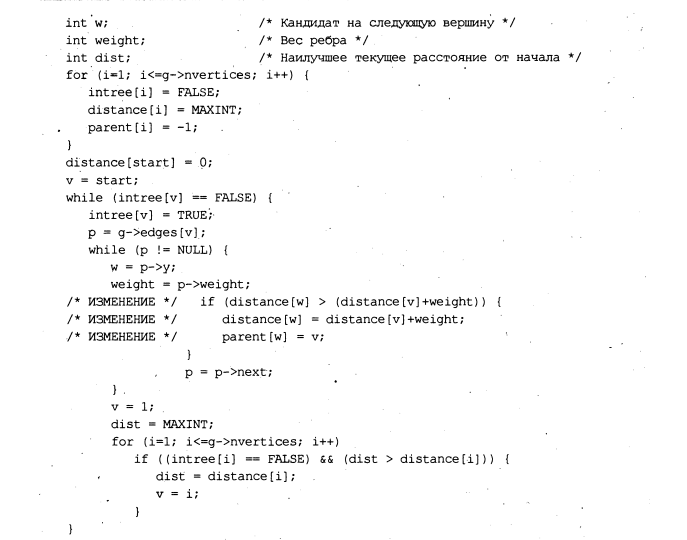 int w; /* Кандидат на следующую вершину */
int weight; /* Вес ребра */
int dist; /* Наилучшее текущее расстояние от начала */
for (i=1; i<=g->nvertices; i++) {
intree[i] = FALSE;
distance[i] = MAXINT;
parent[i] = -1;
}
distance[start] = 0;
v = start;
while (intree[v] == FALSE) {
intree[v] = TRUE;
p = g->edges[v];
while (p != NULL) {
w = p->y;
weight = p->weight;
/* ИЗМЕНЕНИЕ */ if (distance[w] > (distance[v]+weight)) {
/* ИЗМЕНЕНИЕ */ distance[w] = distance[v]+weight;
/* ИЗМЕНЕНИЕ */ parent[w] = v;
}
p = p->next;
}
v = 1;
dist = MAXINT;
for (i=1; i<=g->nvertices; i++)
if ((intree[i] == FALSE) && (dist > distance[i])) {
dist = distance[i];
v = i;
}
}